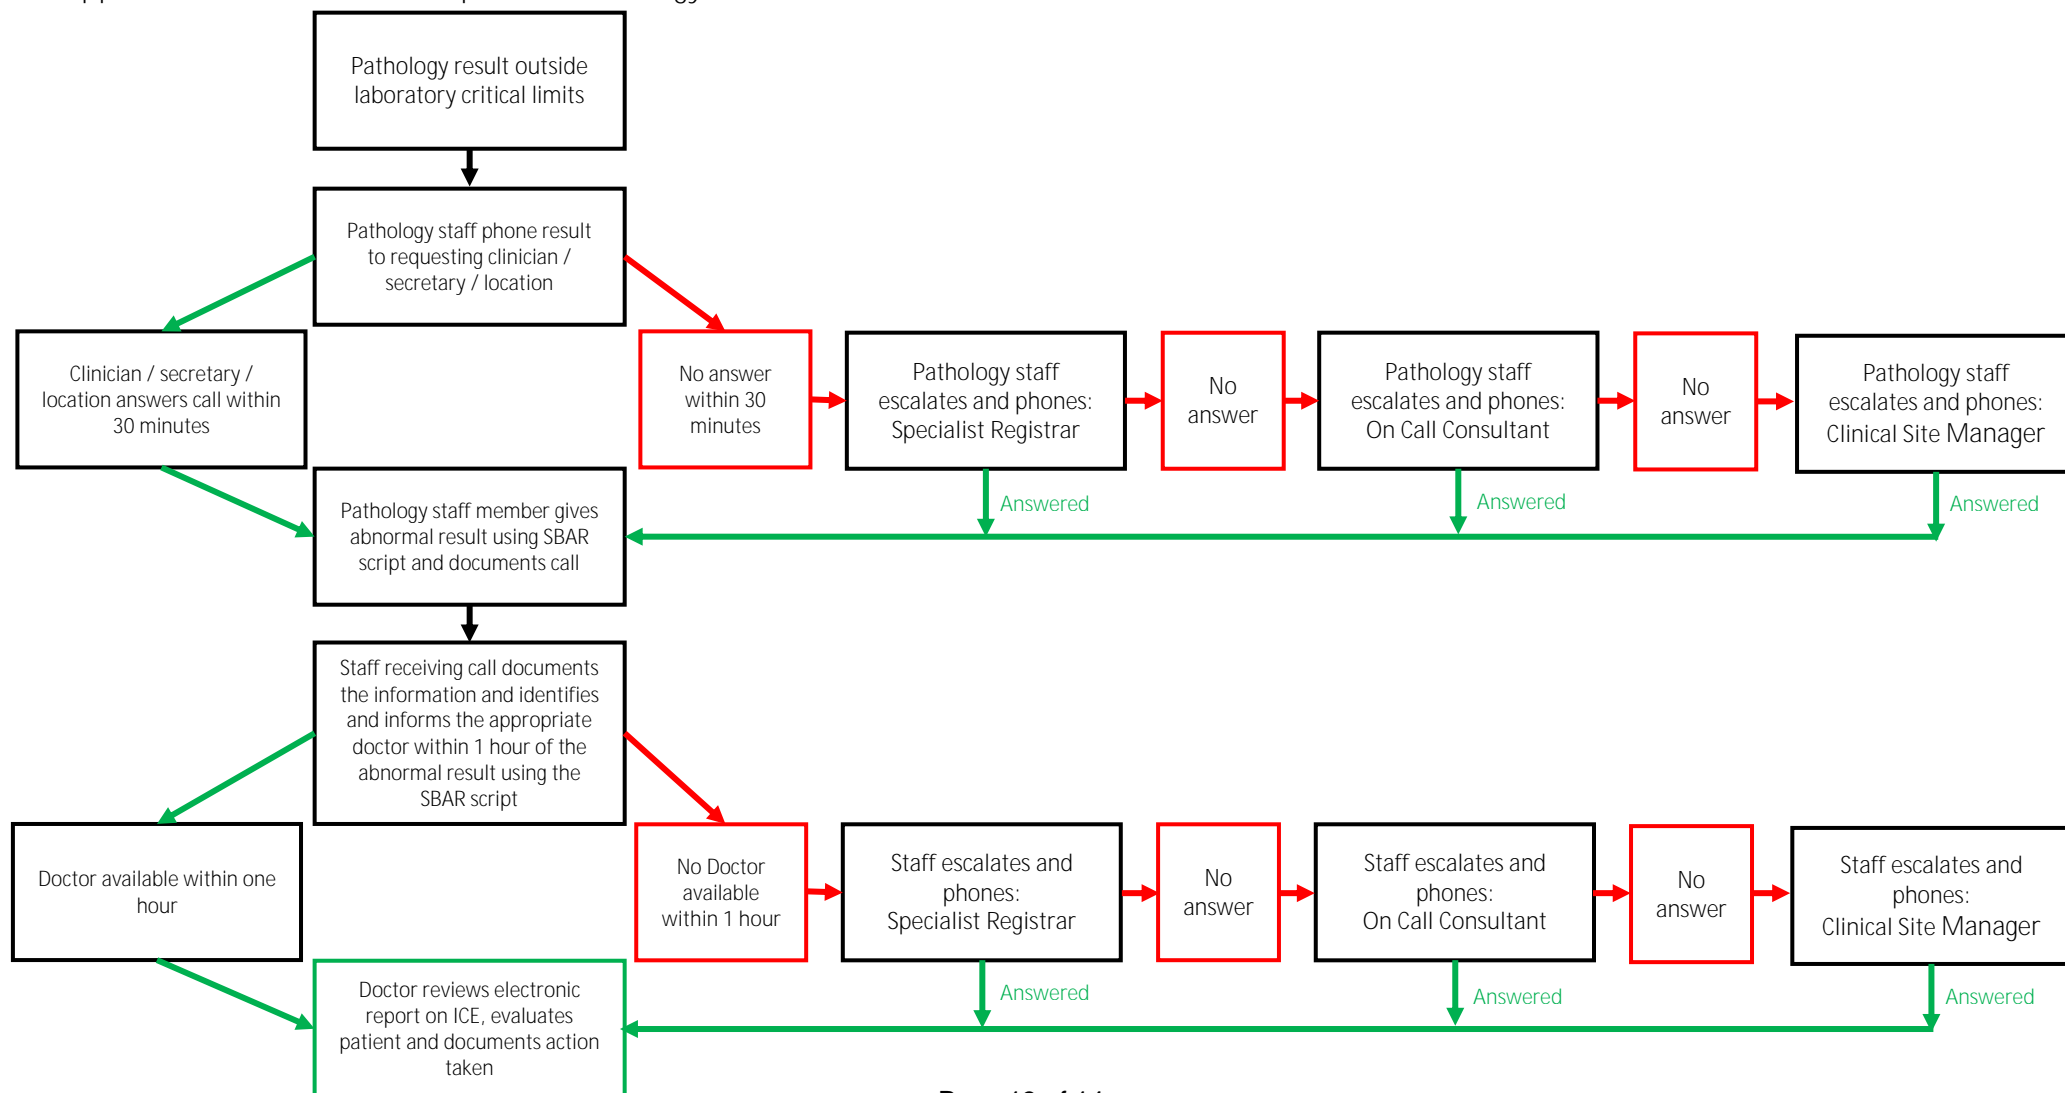 Pathology result outside
laboratory critical limits
Pathology staff phone result
to requesting clinician /
secretary / location
Clinician / secretary /
location answers call within
30 minutes
No answer
within 30
minutes
Pathology staff
escalates and phones:
Specialist Registrar
No
answer
Pathology staff
escalates and phones:
On Call Consultant
No
answer
Pathology staff
escalates and phones:
Clinical Site Manager
Answered
Answered
Answered
Pathology staff member gives
abnormal result using SBAR
script and documents call
Staff receiving call documents
the information and identifies
and informs the appropriate
doctor within 1 hour of the
abnormal result using the
SBAR script
Doctor available within one
hour
No Doctor
available
within 1 hour
Staff escalates and
phones:
Specialist Registrar
No
answer
Staff escalates and
phones:
On Call Consultant
No
answer
Staff escalates and
phones:
Clinical Site Manager
Answered
Answered
Answered
Doctor reviews electronic
report on ICE, evaluates
patient and documents action
taken